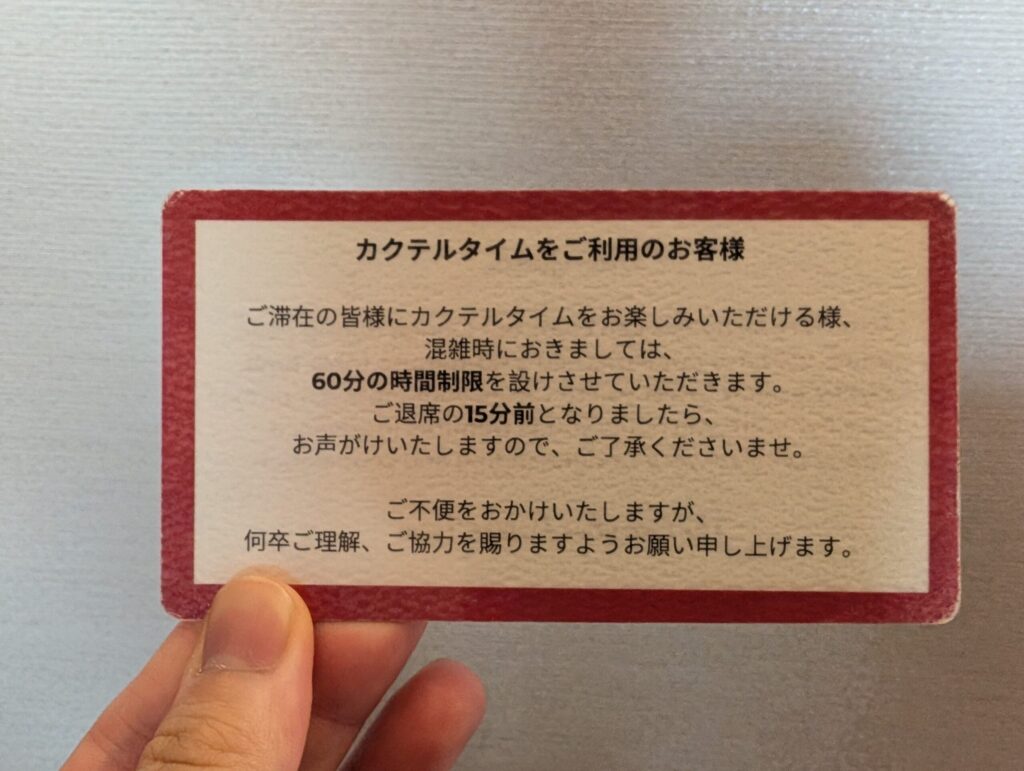 カクテルタイムをご利用のお客様
ご滞在の皆様にカクテルタイムをお楽しみいただける様、
混雑時におきましては、
60分の時間制限を設けさせていただきます。
ご退席の15分前となりましたら、
お声がけいたしますので、ご了承くださいませ。
ご不便をおかけいたしますが、
何卒ご理解、ご協力を賜りますようお願い申し上げます。